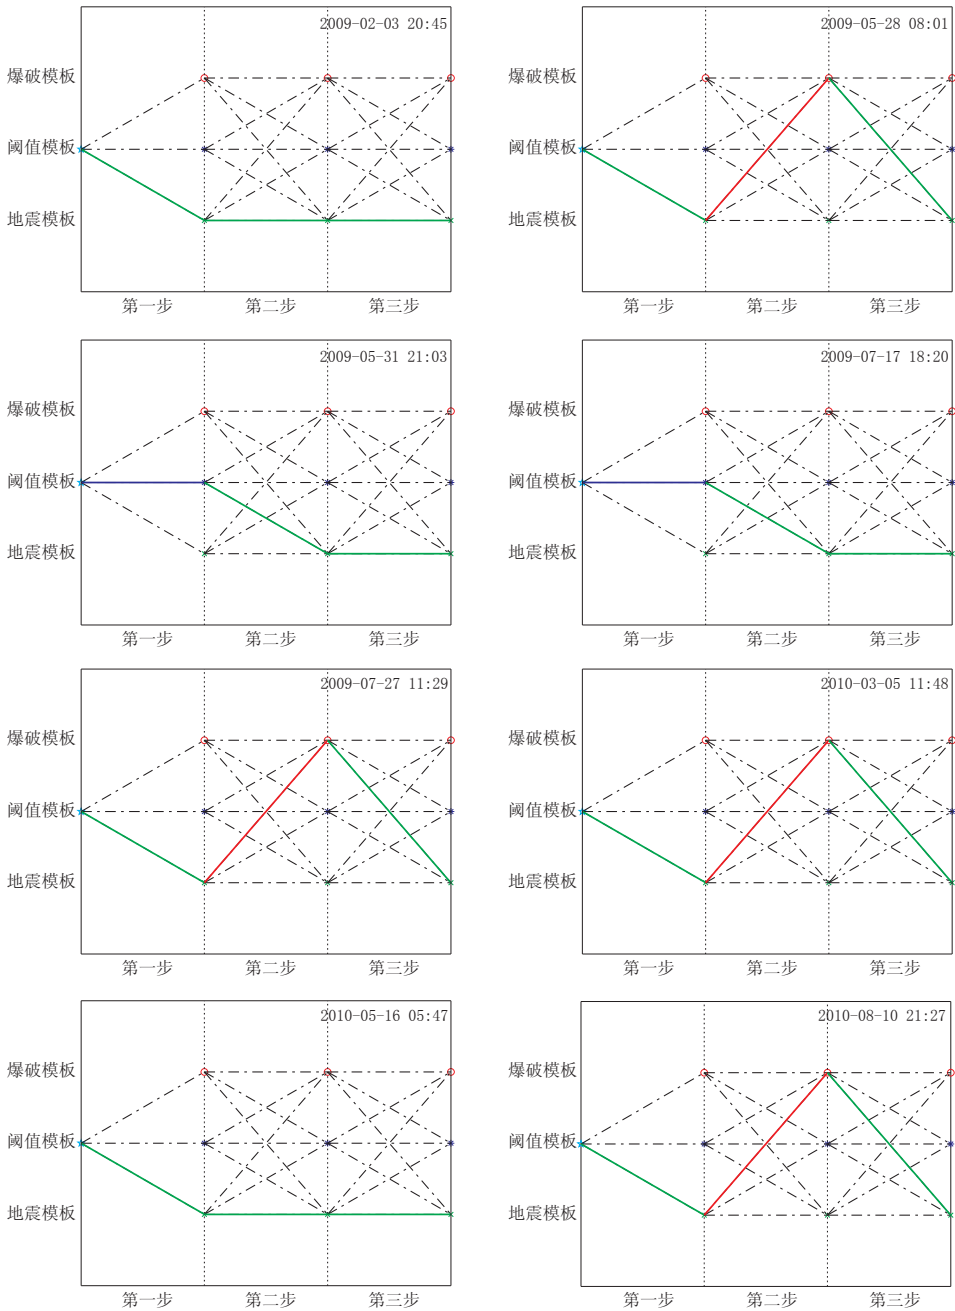 2009-02-03 20:45
爆破模板
阈值模板
地震模板
第一步 第二步 第三步
2009-05-28 08:01
爆破模板
阈值模板
地震模板
第一步 第二步 第三步
2009-05-31 21:03
爆破模板
阈值模板
地震模板
第一步 第二步 第三步
2009-07-17 18:20
爆破模板
阈值模板
地震模板
第一步 第二步 第三步
2009-07-27 11:29
爆破模板
阈值模板
地震模板
第一步 第二步 第三步
2010-03-05 11:48
爆破模板
阈值模板
地震模板
第一步 第二步 第三步
2010-05-16 05:47
爆破模板
阈值模板
地震模板
第一步 第二步 第三步
2010-08-10 21:27
爆破模板
阈值模板
地震模板
第一步 第二步 第三步